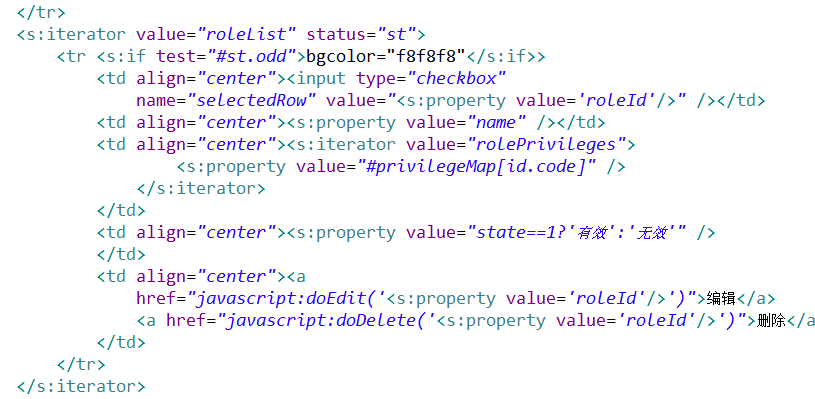 </tr>
<s:iterator value="roleList" status="st">
<tr <s:if test="#st.odd">bgcolor="f8f8f8"</s:if>>
<td align="center"><input type="checkbox"
name="selectedRow" value="<s:property value='roleId'/>" /></td>
<td align="center"><s:property value="name" /></td>
<td align="center"><s:iterator value="rolePrivileges">
<s:property value="#privilegeMap[id.code]" />
</s:iterator>
</td>
<td align="center"><s:property value="state==1?'有效':'无效'" />
</td>
<td align="center"><a
href="javascript:doEdit('<s:property value='roleId'/>')">编辑</a>
<a href="javascript:doDelete('<s:property value='roleId'/>')">删除</a
</td>
</tr>
</s:iterator>